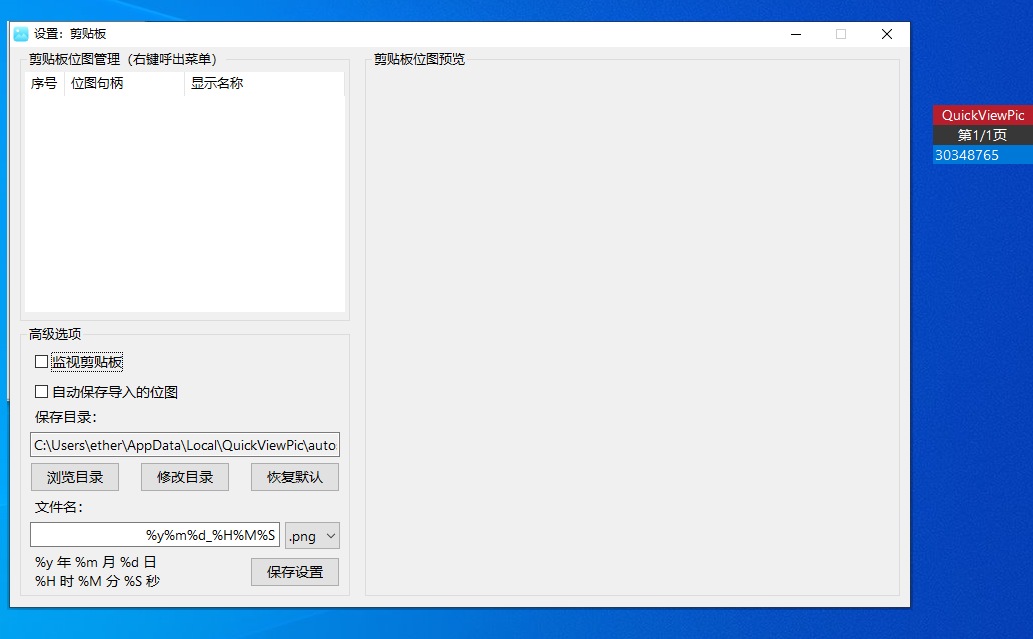 设置：剪贴板
剪贴板位图管理（右键呼出菜单）
序号 位图句柄 显示名称
高级选项
监视剪贴板
自动保存导入的位图
保存目录：
C:\Users\ether\AppData\Local\QuickViewPic\auto
浏览目录 修改目录 恢复默认
文件名：
%y%m%d_%H%M%S .png
%y 年 %m 月 %d 日
%H 时 %M 分 %S 秒
保存设置
剪贴板位图预览
QuickViewPic
第1/1页
30348765